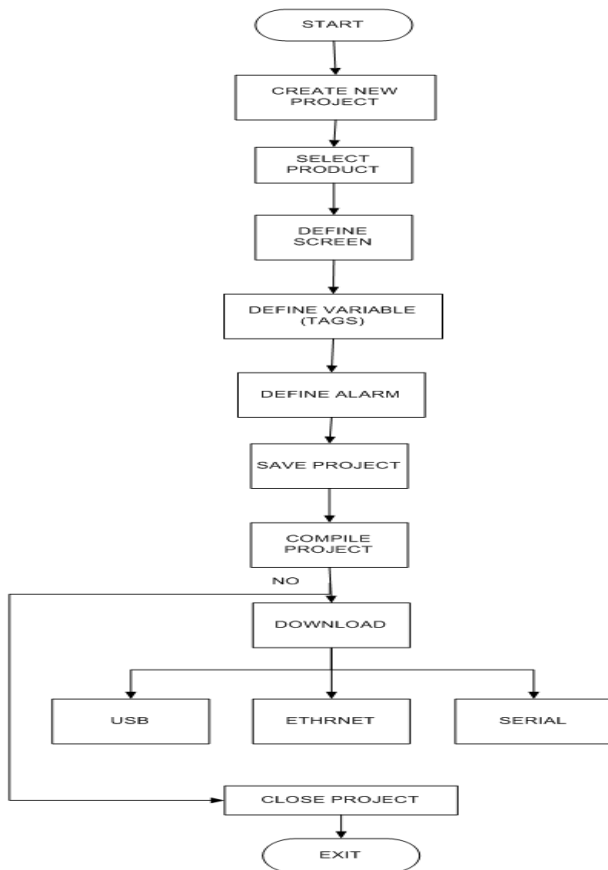 START
CREATE NEW
PROJECT
SELECT
PRODUCT
DEFINE
SCREEN
DEFINE VARIABLE
(TAGS)
DEFINE ALARM
SAVE PROJECT
COMPILE
PROJECT
NO
DOWNLOAD
USB
ETHRNET
SERIAL
CLOSE PROJECT
EXIT